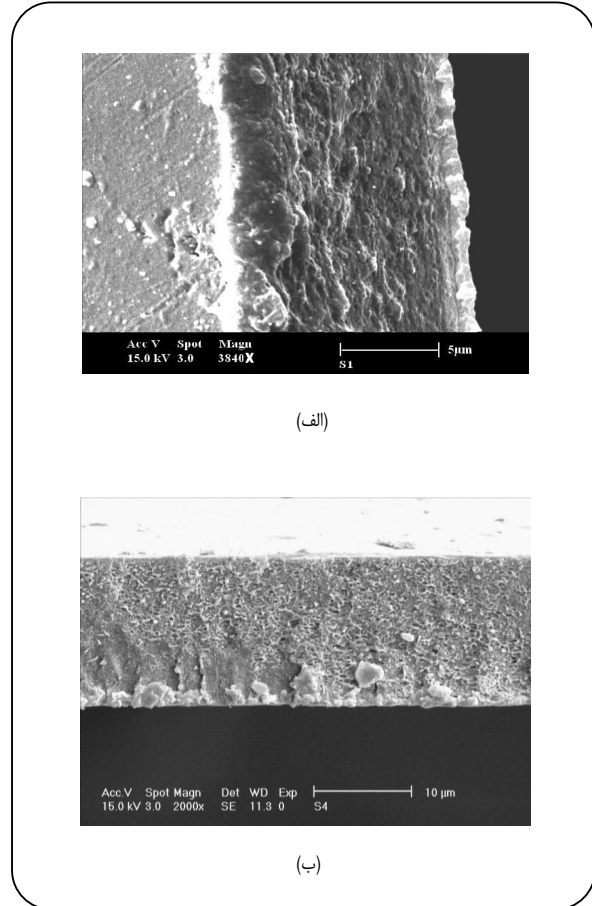 Acc V Spot Magn
15.0 kV 3.0 3840X 5µm
S1
(الف)
Acc.V Spot Magn Det WD Exp 10 µm
15.0 kV 3.0 2000x SE 11.3 0 S4
(ب)